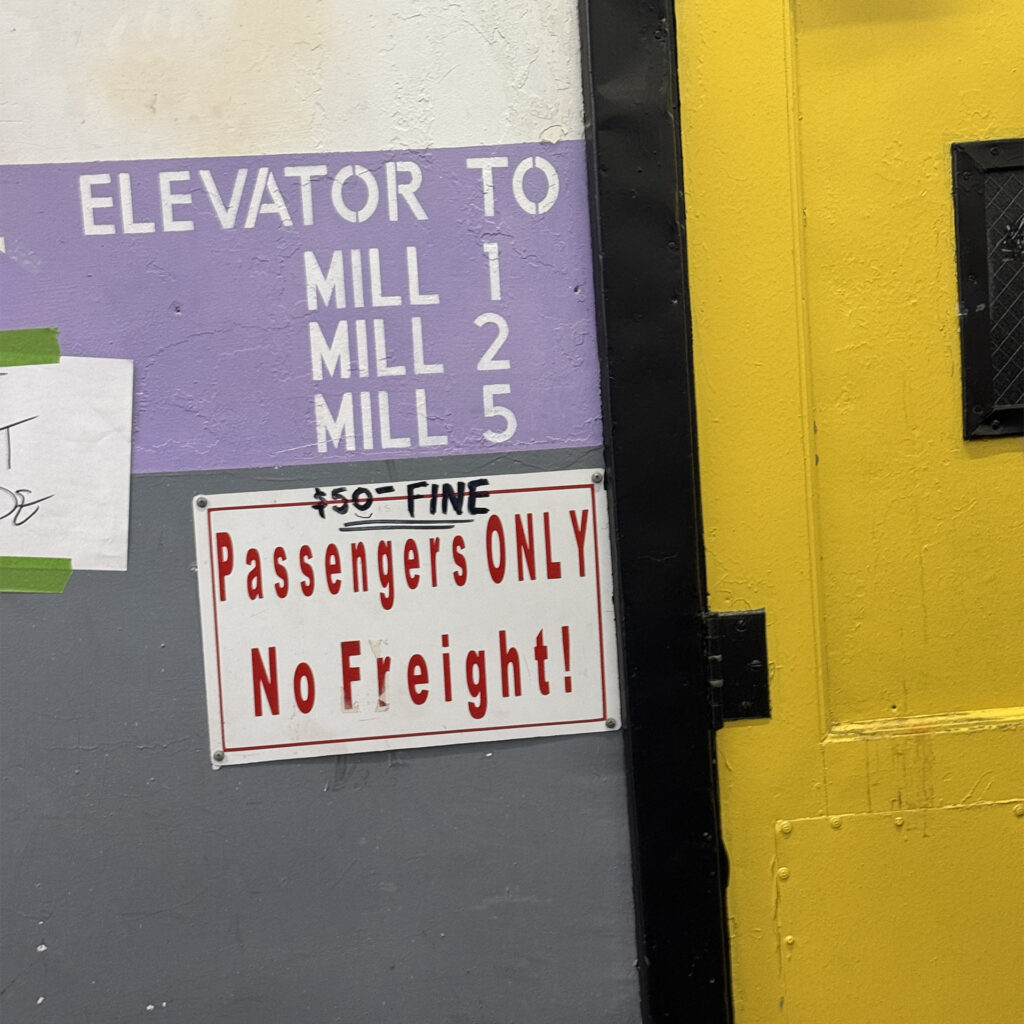 ELEVATOR TO
MILL 1
MILL 2
MILL 5
$50- FINE
Passengers ONLY
No Freight!